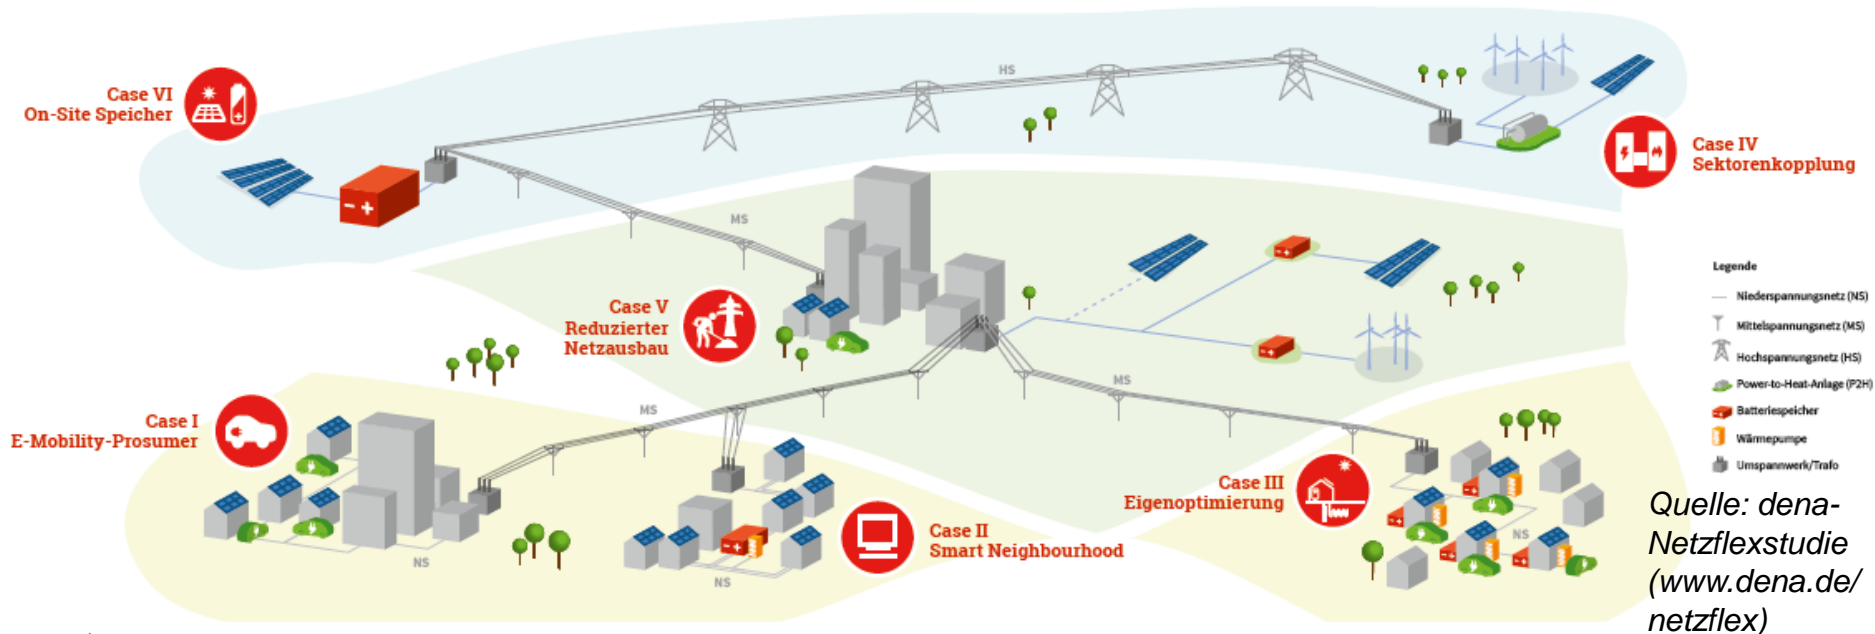 HS
Case VI
On-Site Speicher
Case IV
Sektorenkopplung
MS
Case V
Reduzierter
Netzausbau
Legende
Niederspannungsnetz (NS)
Mittelspannungsnetz (MS)
Hochspannungsnetz (HS)
Power-to-Heat-Anlage (P2H)
Batteriespeicher
Wärmepumpe
Umspannwerk/Trafo
MS
MS
Case I
E-Mobility-Prosumer
NS
Case II
Smart Neighbourhood
NS
Case III
Eigenoptimierung
NS
Quelle: dena-
Netzflexstudie
(www.dena.de/
netzflex)